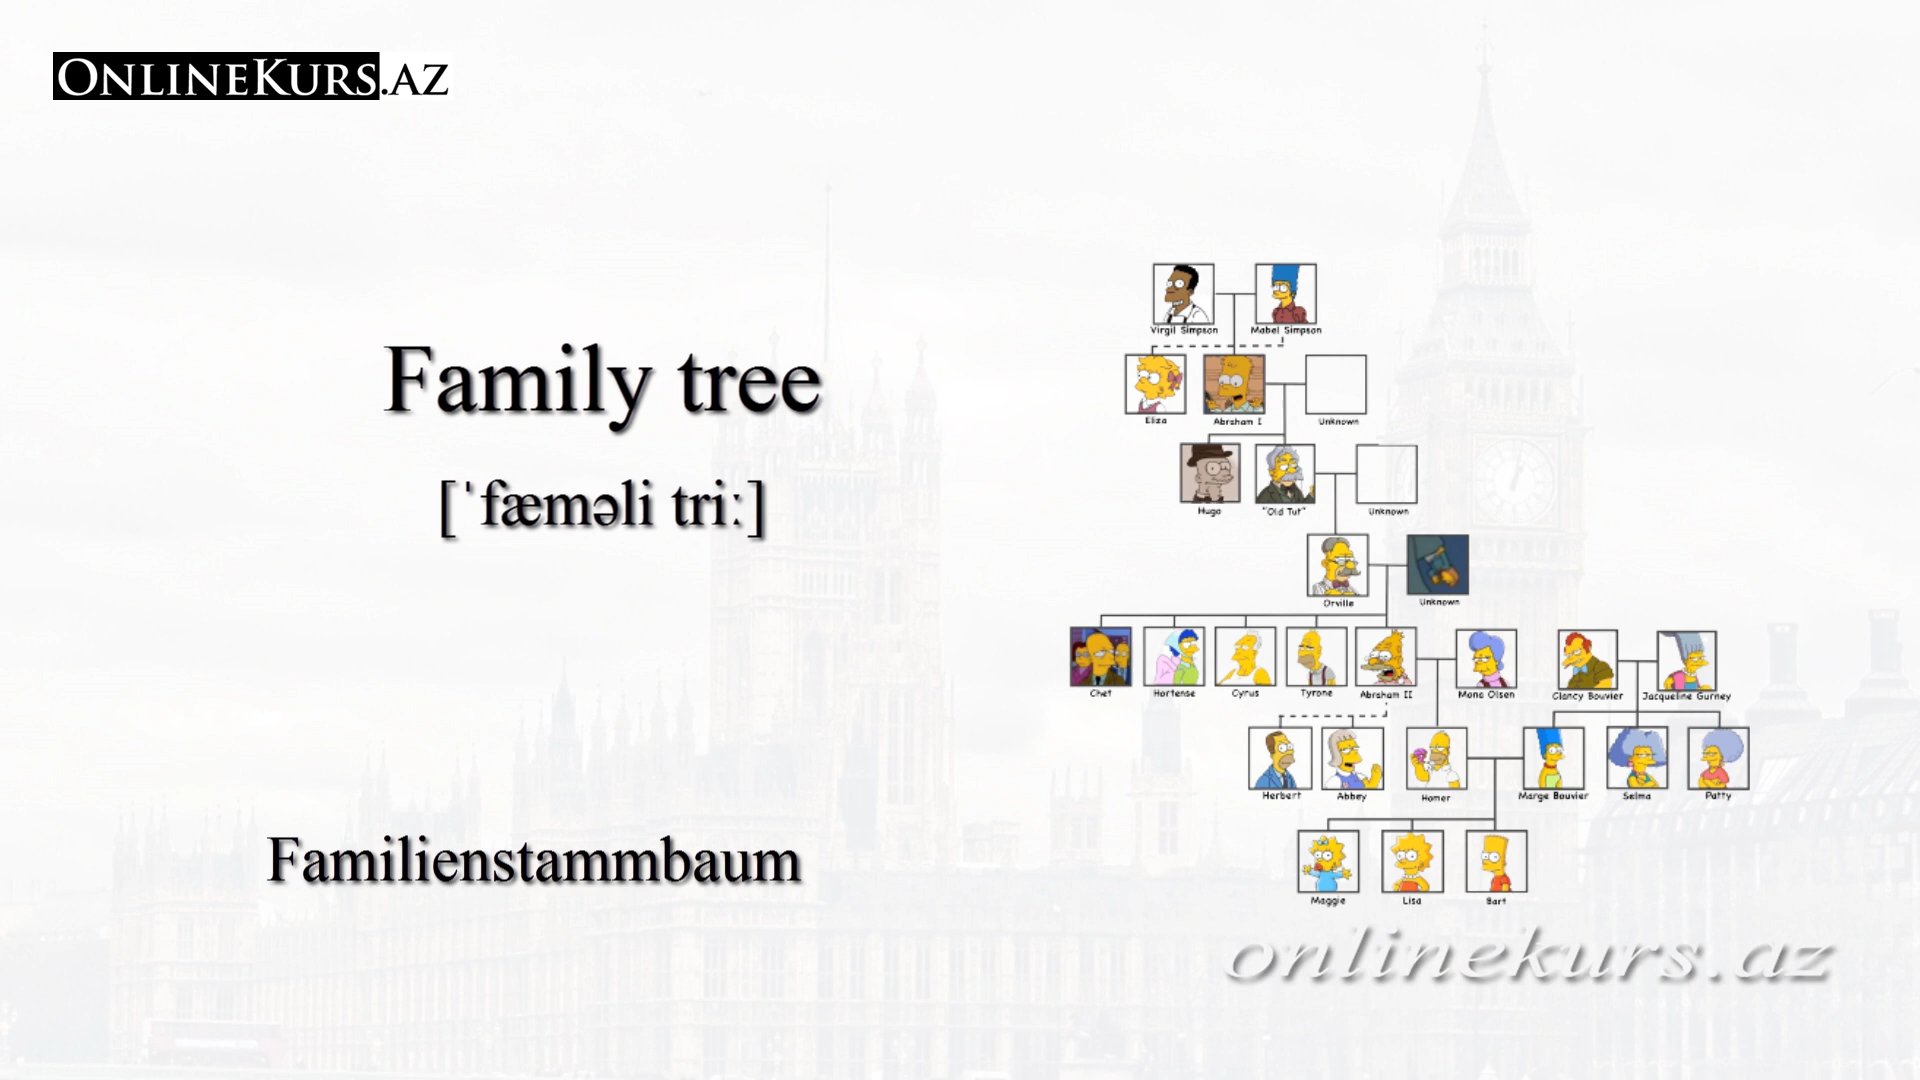 ONLINEKURS.AZ
Family tree
[ˈfæməli triː]
Familienstammbaum
Virgil Simpson
Mabel Simpson
Eliza
Abraham I
Unknown
Hugo
"Old Tut"
Unknown
Orville
Unknown
Chet
Hortense
Cyrus
Tyrone
Abraham II
Mona Olsen
Clancy Bouvier
Jacqueline Gurney
Herbert
Abbey
Homer
Marge Bouvier
Selma
Patty
Maggie
Lisa
Bart
onlinekurs.az